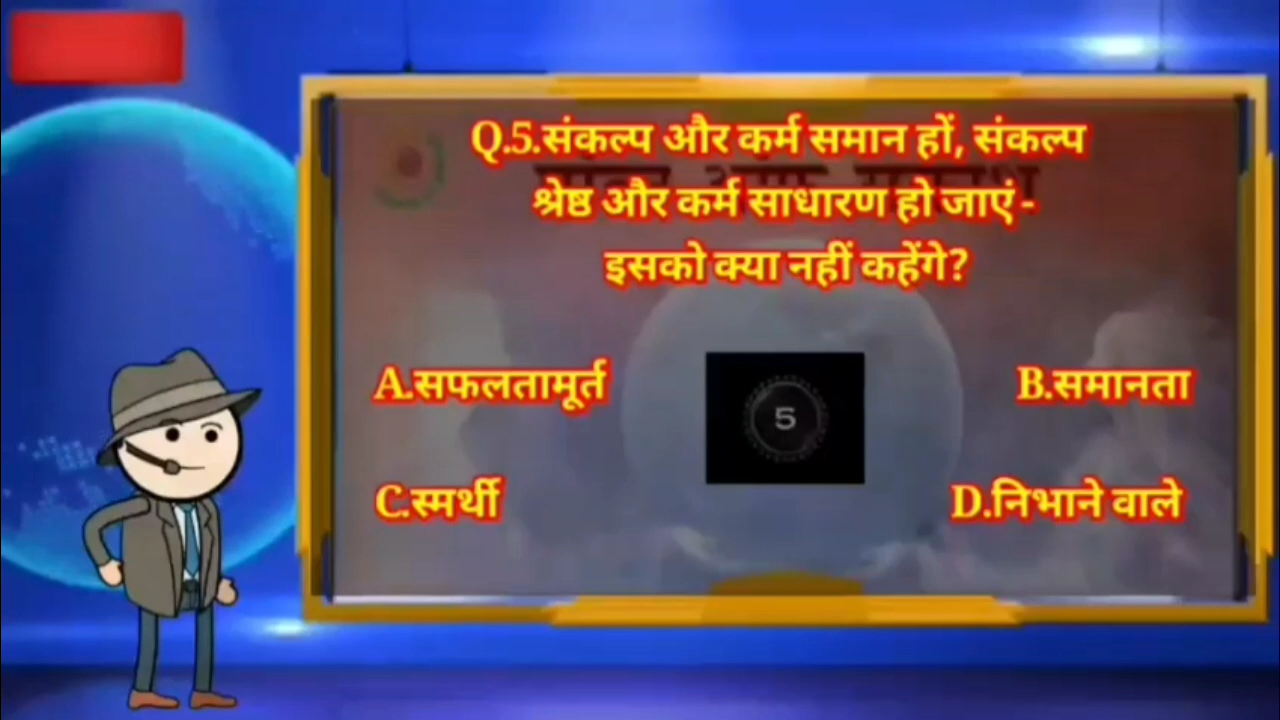 Q.5.संकल्प और कर्म समान हों, संकल्प
श्रेष्ठ और कर्म साधारण हो जाएं -
इसको क्या नहीं कहेंगे?
A.सफलतामूर्त
B.समानता
5
C.स्मर्थी
D.निभाने वाले